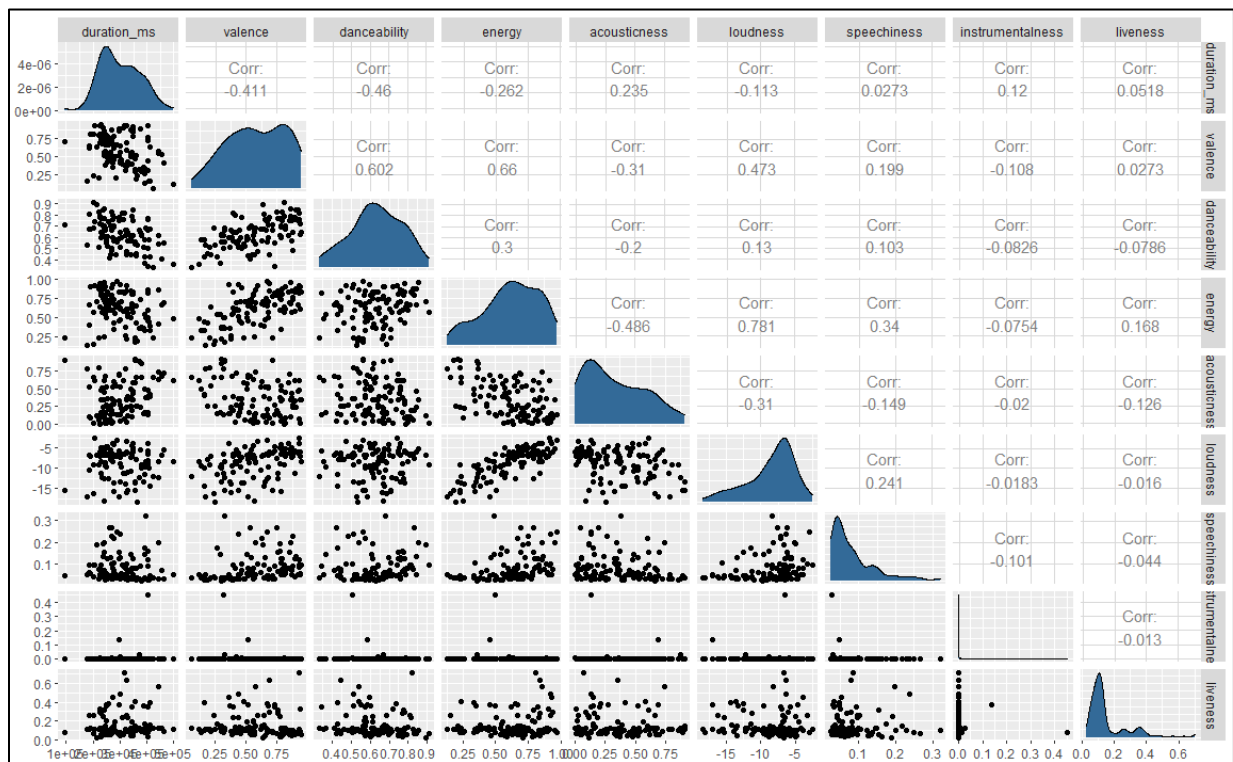 duration_ms valence danceability energy acousticness loudness speechiness instrumentalness liveness
4e-06
2e-06
0e+00
Corr: Corr: Corr: Corr: Corr: Corr: Corr: Corr:
-0.411 -0.46 -0.262 0.235 -0.113 0.0273 0.12 0.0518
duration_ms
0.75
0.50
0.25
Corr: Corr: Corr: Corr: Corr: Corr: Corr:
0.602 0.66 -0.31 0.473 0.199 -0.108 0.0273
valence
0.9
0.8
0.7
0.6
0.5
0.4
Corr: Corr: Corr: Corr: Corr: Corr:
0.3 -0.2 0.13 0.103 -0.0826 -0.0786
danceability
1.00
0.75
0.50
0.25
Corr: Corr: Corr: Corr: Corr:
-0.486 0.781 0.34 -0.0754 0.168
energy
0.75
0.50
0.25
0.00
Corr: Corr: Corr: Corr:
-0.31 -0.149 -0.02 -0.126
acousticness
-5
-10
-15
Corr: Corr: Corr:
0.241 -0.0183 -0.016
loudness
0.3
0.2
0.1
Corr: Corr:
-0.101 -0.044
speechiness
0.4
0.3
0.2
0.1
0.0
Corr:
-0.013
nstrumentalne
0.6
0.4
0.2
0.0
liveness
0.25 0.50 0.75 0.40.50.60.70.80.9 0.25 0.50 0.75 0.25 0.50 0.75 -15 -10 -5 0.1 0.2 0.3 0.0 0.1 0.2 0.3 0.4 0.0 0.2 0.4 0.6